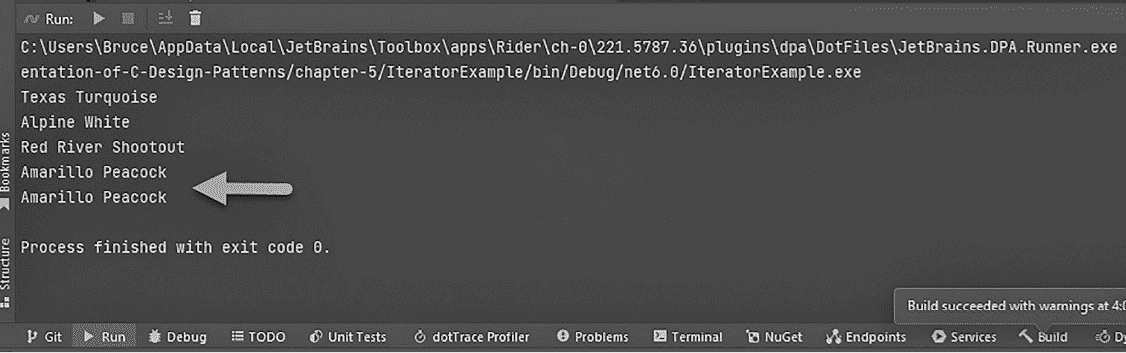 Run:
C:\Users\Bruce\AppData\Local\JetBrains\Toolbox\apps\Rider\ch-0\221.5787.36\plugins\dpa\DotFiles\JetBrains.DPA.Runner.exe
entation-of-C-Design-Patterns/chapter-5/IteratorExample/bin/Debug/net6.0/IteratorExample.exe
Texas Turquoise
Alpine White
Red River Shootout
Amarillo Peacock
Amarillo Peacock
Process finished with exit code 0.
Bookmarks
Structure
Build succeeded with warnings at 4:0
Git Run Debug TODO Unit Tests dotTrace Profiler Problems Terminal NuGet Endpoints Services Build Dy